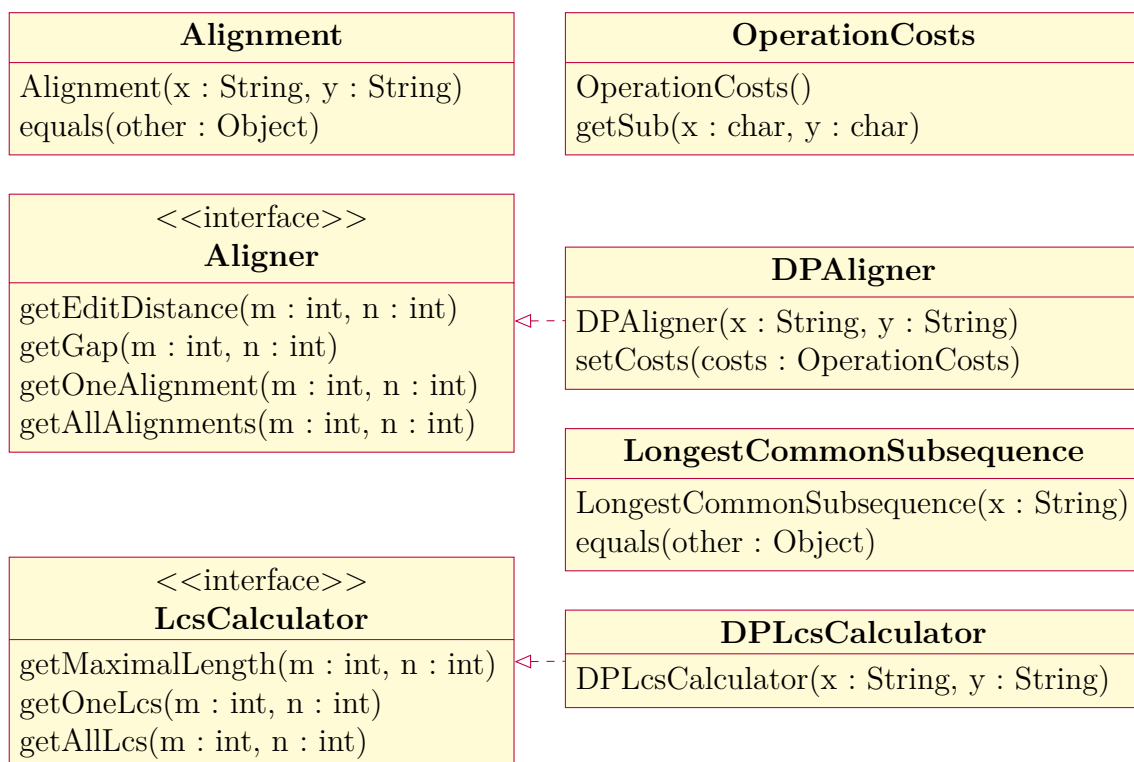 Alignment
Alignment(x : String, y : String)
equals(other : Object)
OperationCosts
OperationCosts()
getSub(x : char, y : char)
<<interface>>
Aligner
getEditDistance(m : int, n : int)
getGap(m : int, n : int)
getOneAlignment(m : int, n : int)
getAllAlignments(m : int, n : int)
DPAligner
DPAligner(x : String, y : String)
setCosts(costs : OperationCosts)
LongestCommonSubsequence
LongestCommonSubsequence(x : String)
equals(other : Object)
<<interface>>
LcsCalculator
getMaximalLength(m : int, n : int)
getOneLcs(m : int, n : int)
getAllLcs(m : int, n : int)
DPLcsCalculator
DPLcsCalculator(x : String, y : String)